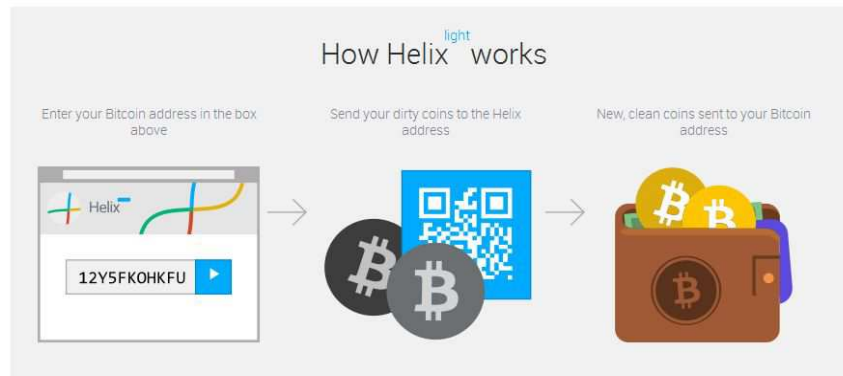 How Helix light works
Enter your Bitcoin address in the box
above
Send your dirty coins to the Helix
address
New, clean coins sent to your Bitcoin
address
Helix
12Y5FKOHKFU